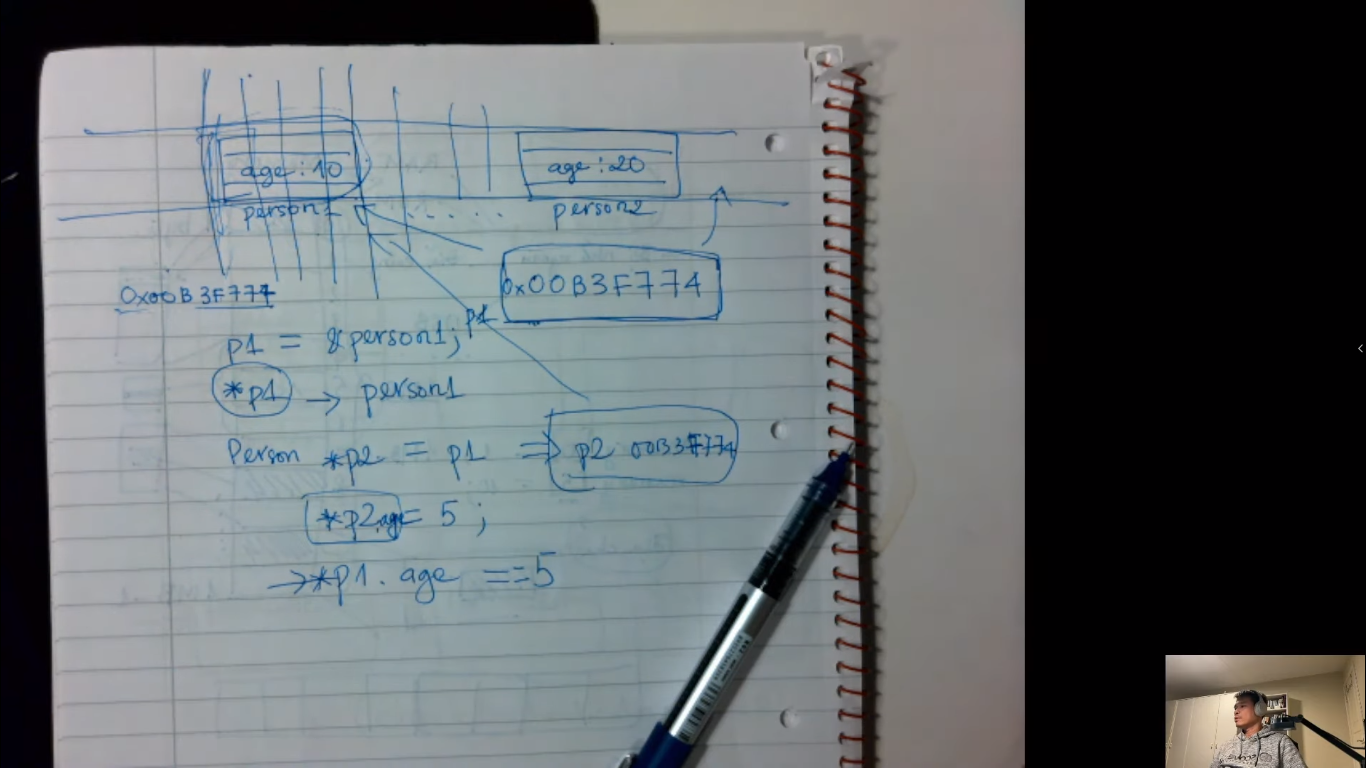 age:10 age:20
person1 ...... person2
0x00B3F774
0x00B3F774
p1
p1 = &person1;
*p1 → person1
Person *p2 = p1 ⇒ p2 00B3F774
*p2.age = 5 ;
→ *p1. age ==5